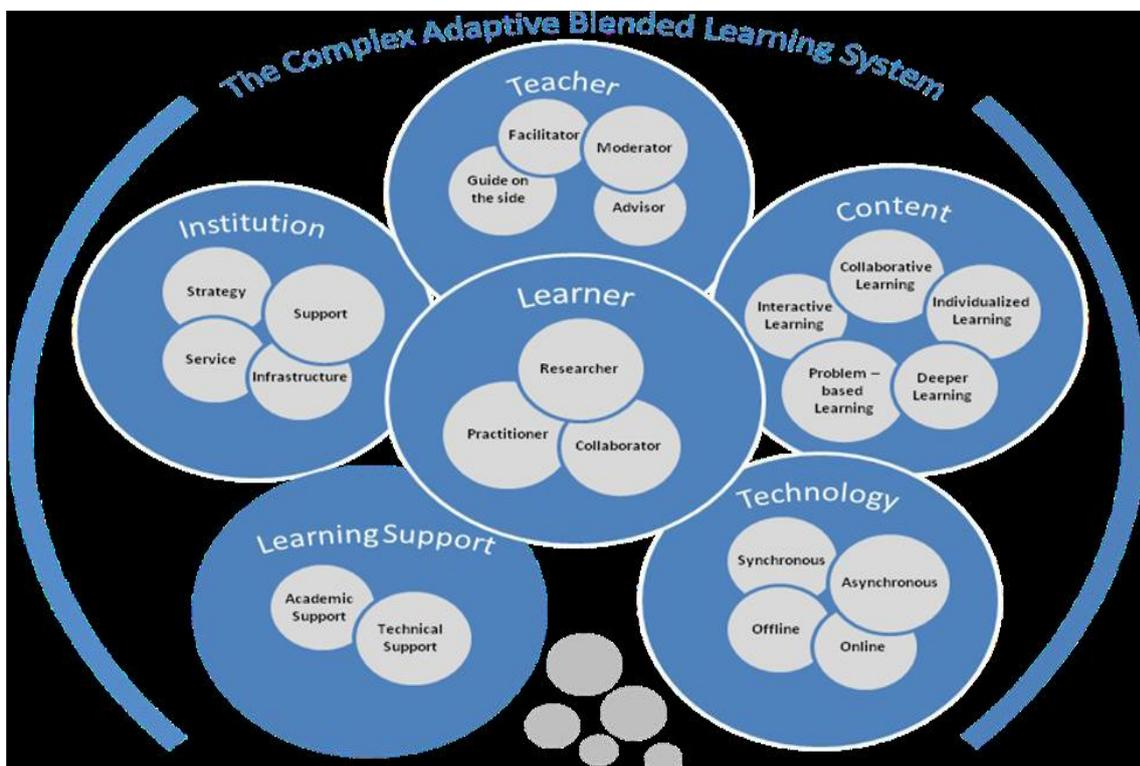 The Complex Adaptive Blended Learning System
Teacher
Facilitator
Moderator
Guide on
the side
Advisor
Institution
Strategy
Support
Service
Infrastructure
Learner
Researcher
Practitioner
Collaborator
Content
Collaborative
Learning
Interactive
Learning
Individualized
Learning
Problem –
based
Learning
Deeper
Learning
Learning Support
Academic
Support
Technical
Support
Technology
Synchronous
Asynchronous
Offline
Online